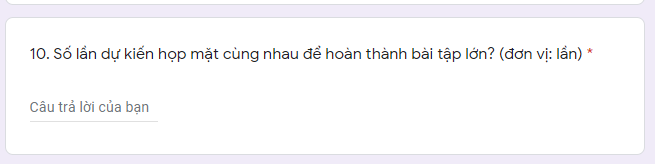 10. Số lần dự kiến họp mặt cùng nhau để hoàn thành bài tập lớn? (đơn vị: lần) *
Câu trả lời của bạn